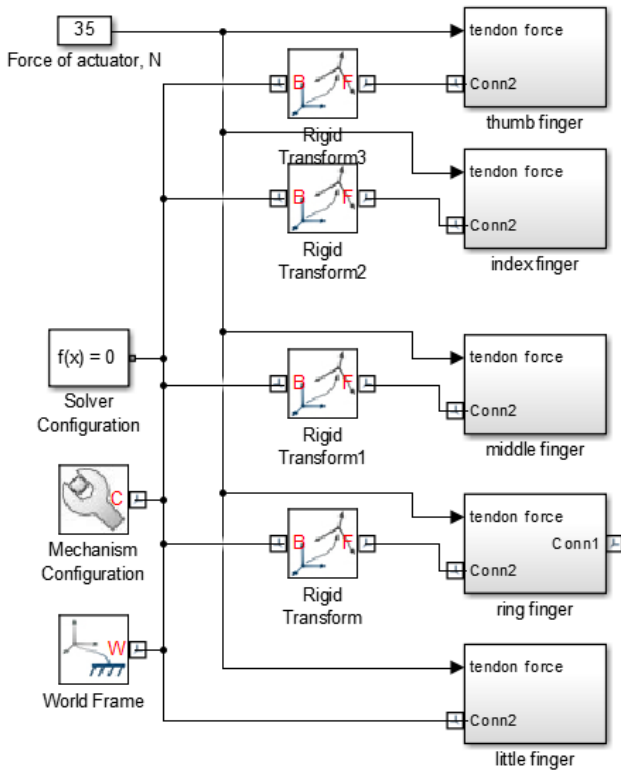 35
Force of actuator, N
tendon force
Conn2
thumb finger
B
F
Rigid
Transform3
tendon force
Conn2
index finger
B
F
Rigid
Transform2
f(x) = 0
Solver
Configuration
tendon force
Conn2
middle finger
B
F
Rigid
Transform1
C
Mechanism
Configuration
tendon force
Conn1
Conn2
ring finger
B
F
Rigid
Transform
W
World Frame
tendon force
Conn2
little finger